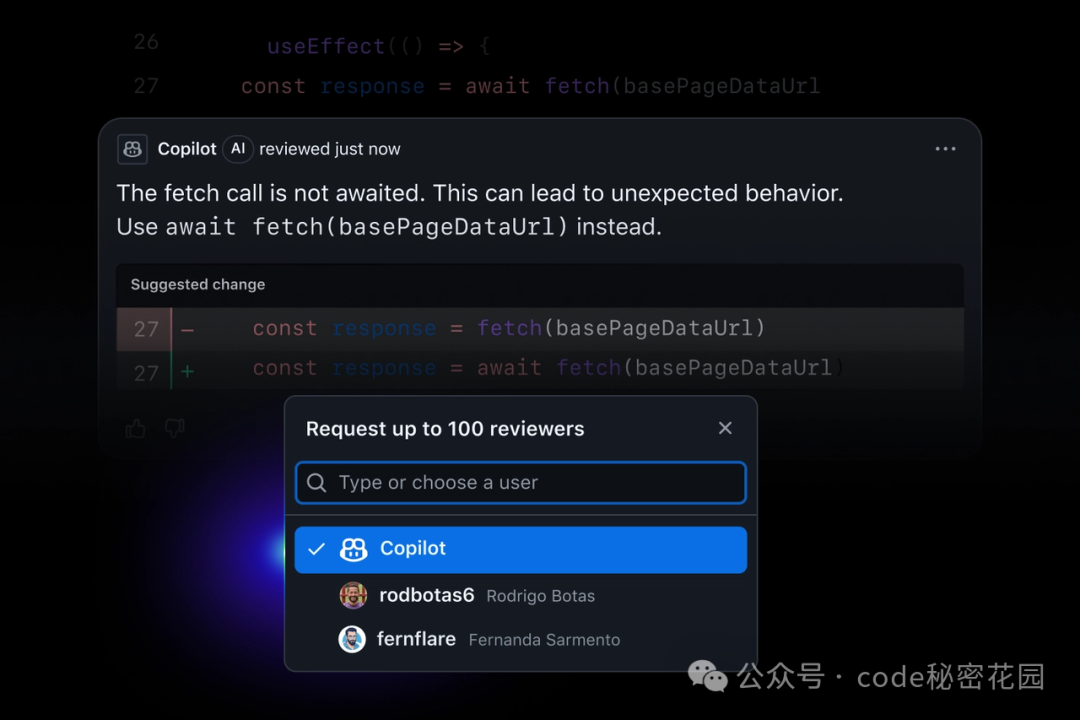 26 useEffect(() => {
27 const response = await fetch(basePageDataUrl
Copilot AI reviewed just now
The fetch call is not awaited. This can lead to unexpected behavior.
Use await fetch(basePageDataUrl) instead.
Suggested change
27 - const response = fetch(basePageDataUrl)
27 + const response = await fetch(basePageDataUrl)
Request up to 100 reviewers
Type or choose a user
Copilot
rodbotas6 Rodrigo Botas
fernflare Fernanda Sarmento
公众号 · code秘密花园